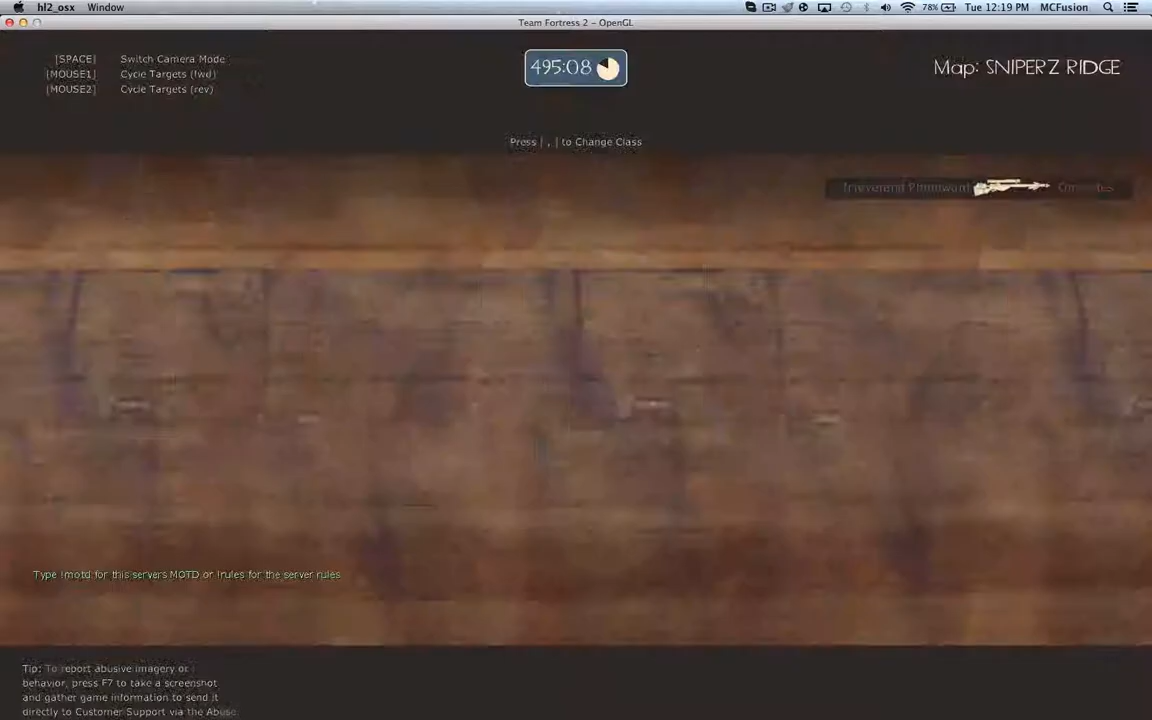 hl2_osx Window
78% Tue 12:19 PM MCFusion
Team Fortress 2 - OpenGL
[SPACE] Switch Camera Mode
[MOUSE1] Cycle Targets (fwd)
[MOUSE2] Cycle Targets (rev)
495:08
Map: SNIPERZ RIDGE
Press [ , ] to Change Class
Irreverend
Type !motd for this servers MOTD or !rules for the server rules
Tip: To report abusive imagery or
behavior, press F7 to take a screenshot
and gather game information to send it
directly to Customer Support via the Abuse